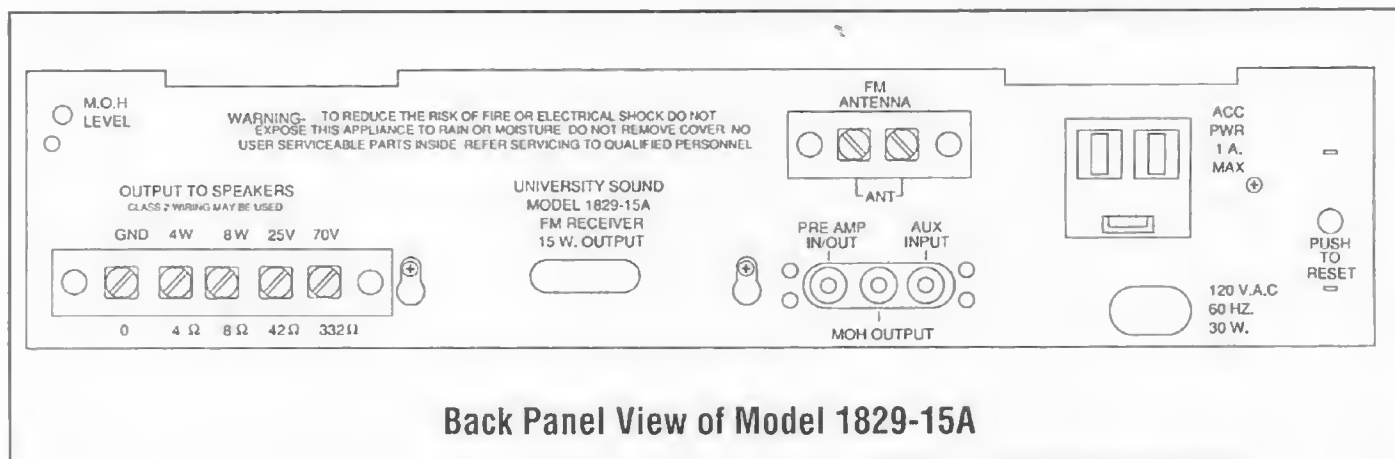 M.O.H
LEVEL
WARNING- TO REDUCE THE RISK OF FIRE OR ELECTRICAL SHOCK DO NOT
EXPOSE THIS APPLIANCE TO RAIN OR MOISTURE DO NOT REMOVE COVER NO
USER SERVICEABLE PARTS INSIDE REFER SERVICING TO QUALIFIED PERSONNEL
FM
ANTENNA
ANT
ACC
PWR
1 A.
MAX
OUTPUT TO SPEAKERS
CLASS 2 WIRING MAY BE USED
GND 4W 8W 25V 70V
0 4 Ω 8Ω 42Ω 332Ω
UNIVERSITY SOUND
MODEL 1829-15A
FM RECEIVER
15 W. OUTPUT
PRE AMP
IN/OUT
AUX
INPUT
MOH OUTPUT
PUSH
TO
RESET
120 V.A.C
60 HZ.
30 W.
Back Panel View of Model 1829-15A